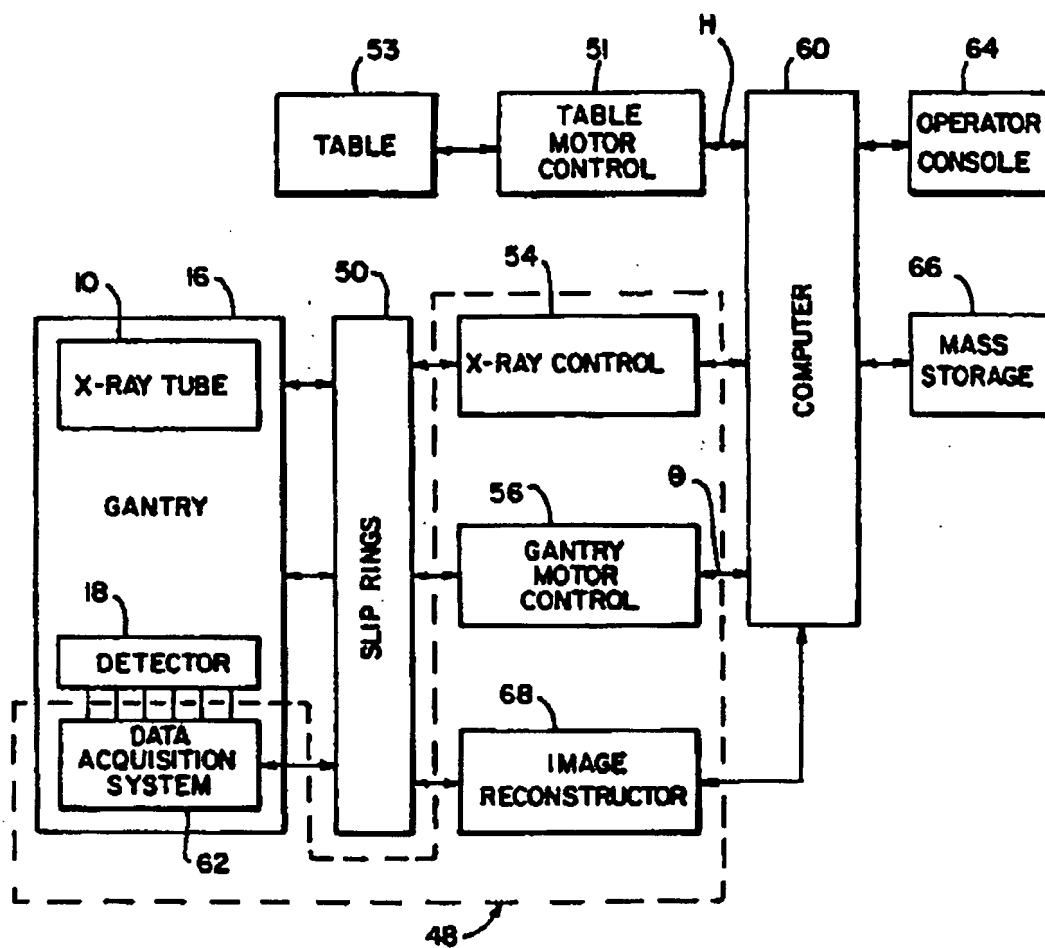 53
51
H
60
64
TABLE
TABLE
MOTOR
CONTROL
OPERATOR
CONSOLE
10
16
50
54
66
X-RAY TUBE
X-RAY CONTROL
COMPUTER
MASS
STORAGE
GANTRY
56
θ
SLIP RINGS
GANTRY
MOTOR
CONTROL
18
DETECTOR
68
DATA
ACQUISITION
SYSTEM
IMAGE
RECONSTRUCTOR
62
48